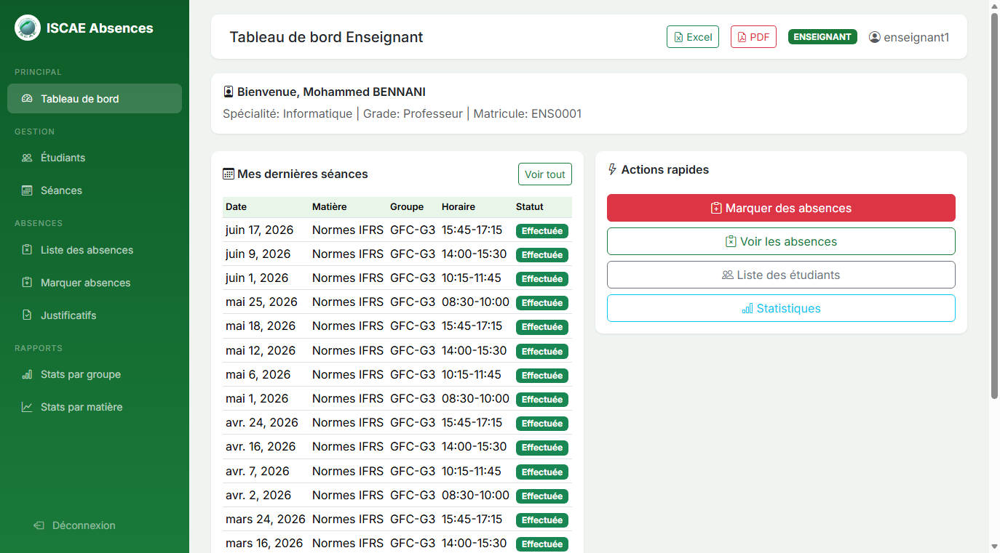 ISCAE Absences
PRINCIPAL
Tableau de bord
GESTION
Étudiants
Séances
ABSENCES
Liste des absences
Marquer absences
Justificatifs
RAPPORTS
Stats par groupe
Stats par matière
Déconnexion
Tableau de bord Enseignant
Excel
PDF
ENSEIGNANT
enseignant1
Bienvenue, Mohammed BENNANI
Spécialité: Informatique | Grade: Professeur | Matricule: ENS0001
Mes dernières séances
Voir tout
Date Matière Groupe Horaire Statut
juin 17, 2026 Normes IFRS GFC-G3 15:45-17:15 Effectuée
juin 9, 2026 Normes IFRS GFC-G3 14:00-15:30 Effectuée
juin 1, 2026 Normes IFRS GFC-G3 10:15-11:45 Effectuée
mai 25, 2026 Normes IFRS GFC-G3 08:30-10:00 Effectuée
mai 18, 2026 Normes IFRS GFC-G3 15:45-17:15 Effectuée
mai 12, 2026 Normes IFRS GFC-G3 14:00-15:30 Effectuée
mai 6, 2026 Normes IFRS GFC-G3 10:15-11:45 Effectuée
mai 1, 2026 Normes IFRS GFC-G3 08:30-10:00 Effectuée
avr. 24, 2026 Normes IFRS GFC-G3 15:45-17:15 Effectuée
avr. 16, 2026 Normes IFRS GFC-G3 14:00-15:30 Effectuée
avr. 7, 2026 Normes IFRS GFC-G3 10:15-11:45 Effectuée
avr. 2, 2026 Normes IFRS GFC-G3 08:30-10:00 Effectuée
mars 24, 2026 Normes IFRS GFC-G3 15:45-17:15 Effectuée
mars 16, 2026 Normes IFRS GFC-G3 14:00-15:30 Effectuée
Actions rapides
Marquer des absences
Voir les absences
Liste des étudiants
Statistiques